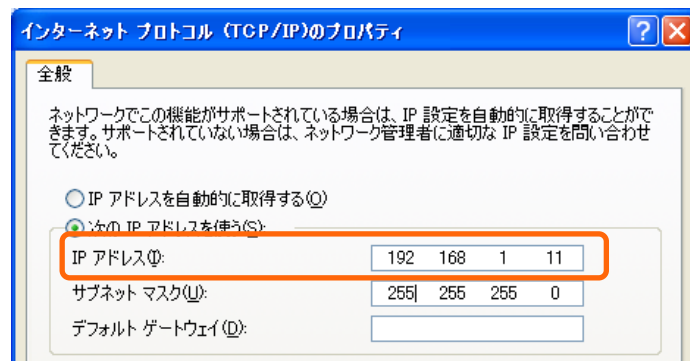 インターネット プロトコル (TCP/IP)のプロパティ
全般
ネットワークでこの機能がサポートされている場合は、IP 設定を自動的に取得することがで
きます。サポートされていない場合は、ネットワーク管理者に適切な IP 設定を問い合わせ
てください。
IP アドレスを自動的に取得する(O)
次の IP アドレスを使う(S):
IP アドレス(I): 192 168 1 11
サブネット マスク(U): 255 255 255 0
デフォルト ゲートウェイ(D):